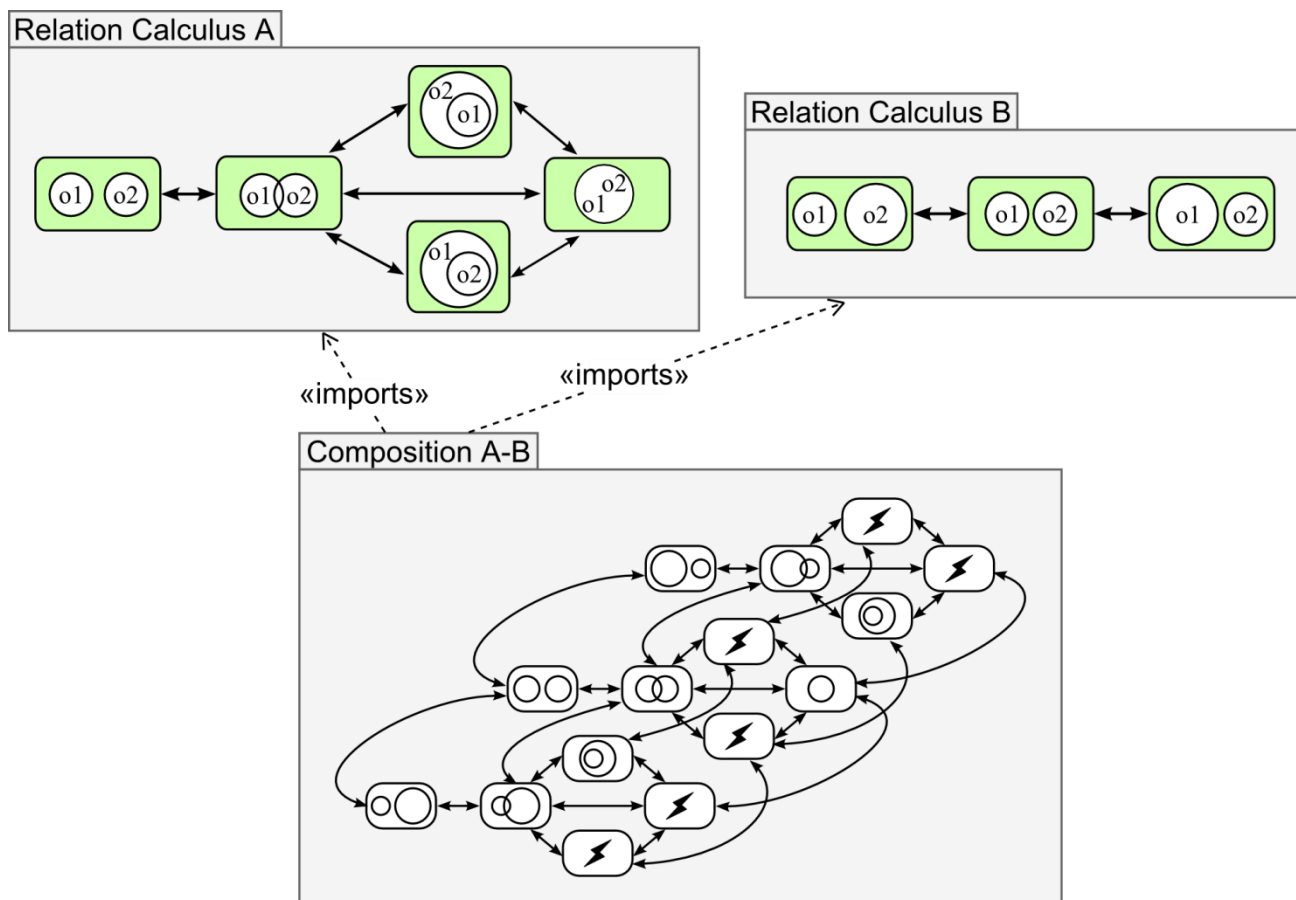 Relation Calculus A
o2
o1
o1 o2
o1 o2
o2
o1
o1
o2
Relation Calculus B
o1 o2
o1 o2
o1 o2
«imports»
«imports»
Composition A-B